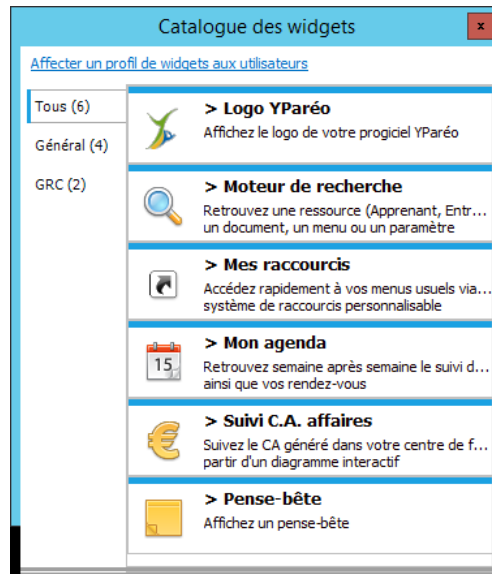 Catalogue des widgets
x
Affecter un profil de widgets aux utilisateurs
Tous (6)
Général (4)
GRC (2)
> Logo YParéo
Affichez le logo de votre progiciel YParéo
> Moteur de recherche
Retrouvez une ressource (Apprenant, Entr...
un document, un menu ou un paramètre
> Mes raccourcis
Accédez rapidement à vos menus usuels via...
système de raccourcis personnalisable
15
> Mon agenda
Retrouvez semaine après semaine le suivi d...
ainsi que vos rendez-vous
> Suivi C.A. affaires
Suivez le CA généré dans votre centre de f...
partir d'un diagramme interactif
> Pense-bête
Affichez un pense-bête